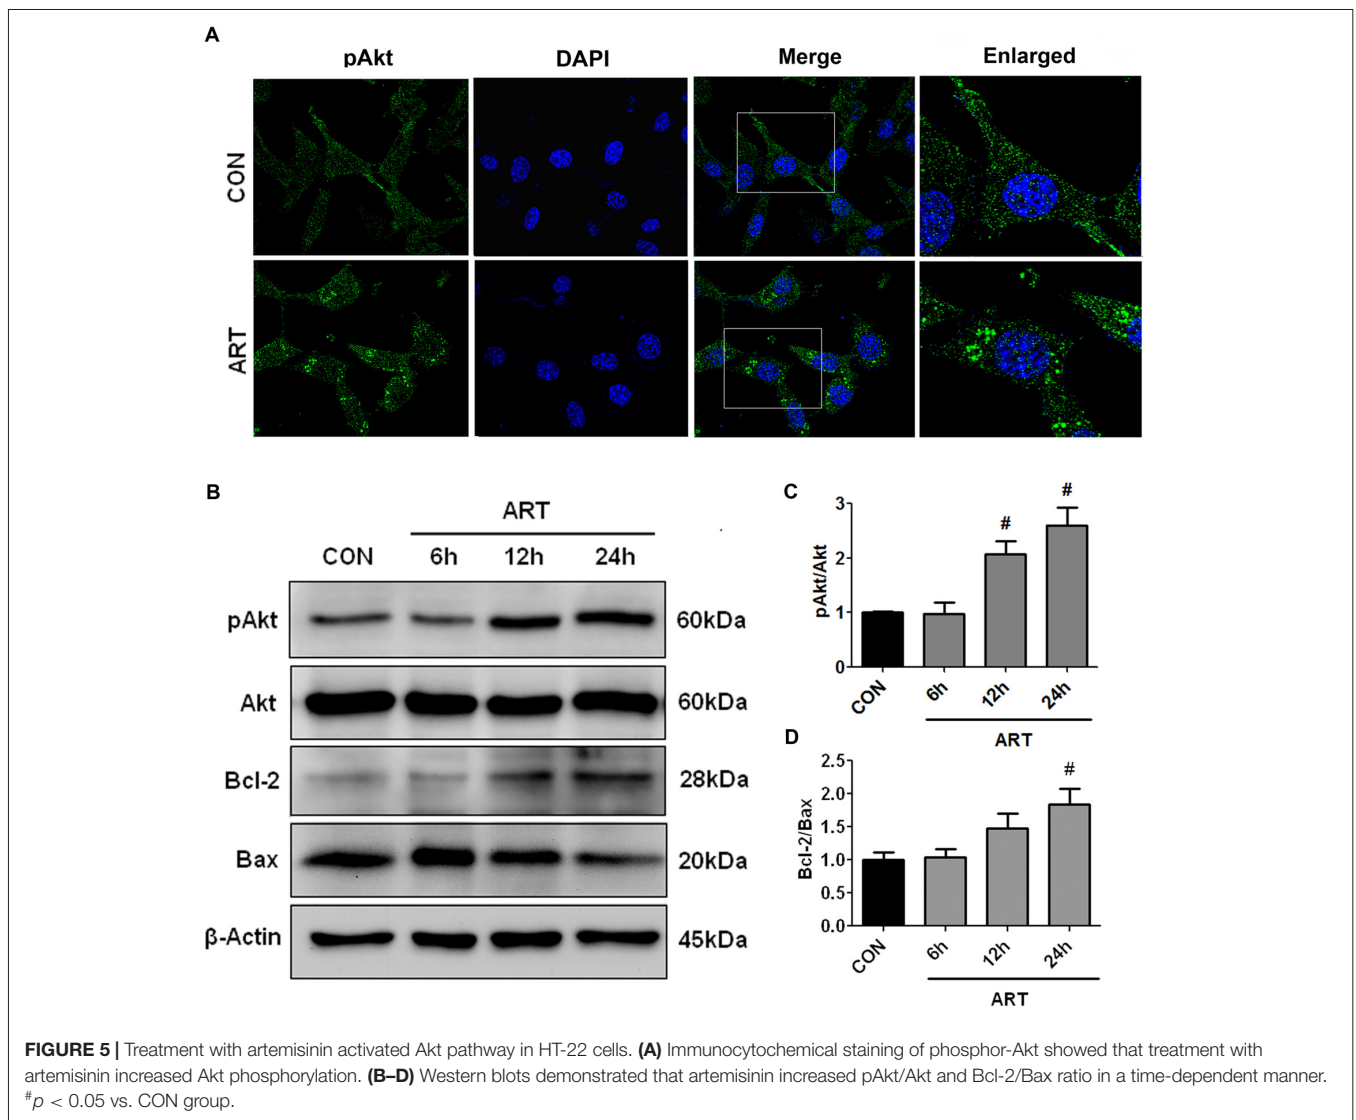 A
pAkt DAPI Merge Enlarged
CON
ART
B
ART
CON 6h 12h 24h
pAkt 60kDa
Akt 60kDa
Bcl-2 28kDa
Bax 20kDa
β-Actin 45kDa
C
pAkt/Akt
3
2
1
0
# #
CON 6h 12h 24h
ART
D
Bcl-2/Bax
2.5
2.0
1.5
1.0
0.5
0.0
#
CON 6h 12h 24h
ART
FIGURE 5 | Treatment with artemisinin activated Akt pathway in HT-22 cells. (A) Immunocytochemical staining of phosphor-Akt showed that treatment with
artemisinin increased Akt phosphorylation. (B–D) Western blots demonstrated that artemisinin increased pAkt/Akt and Bcl-2/Bax ratio in a time-dependent manner.
#p < 0.05 vs. CON group.